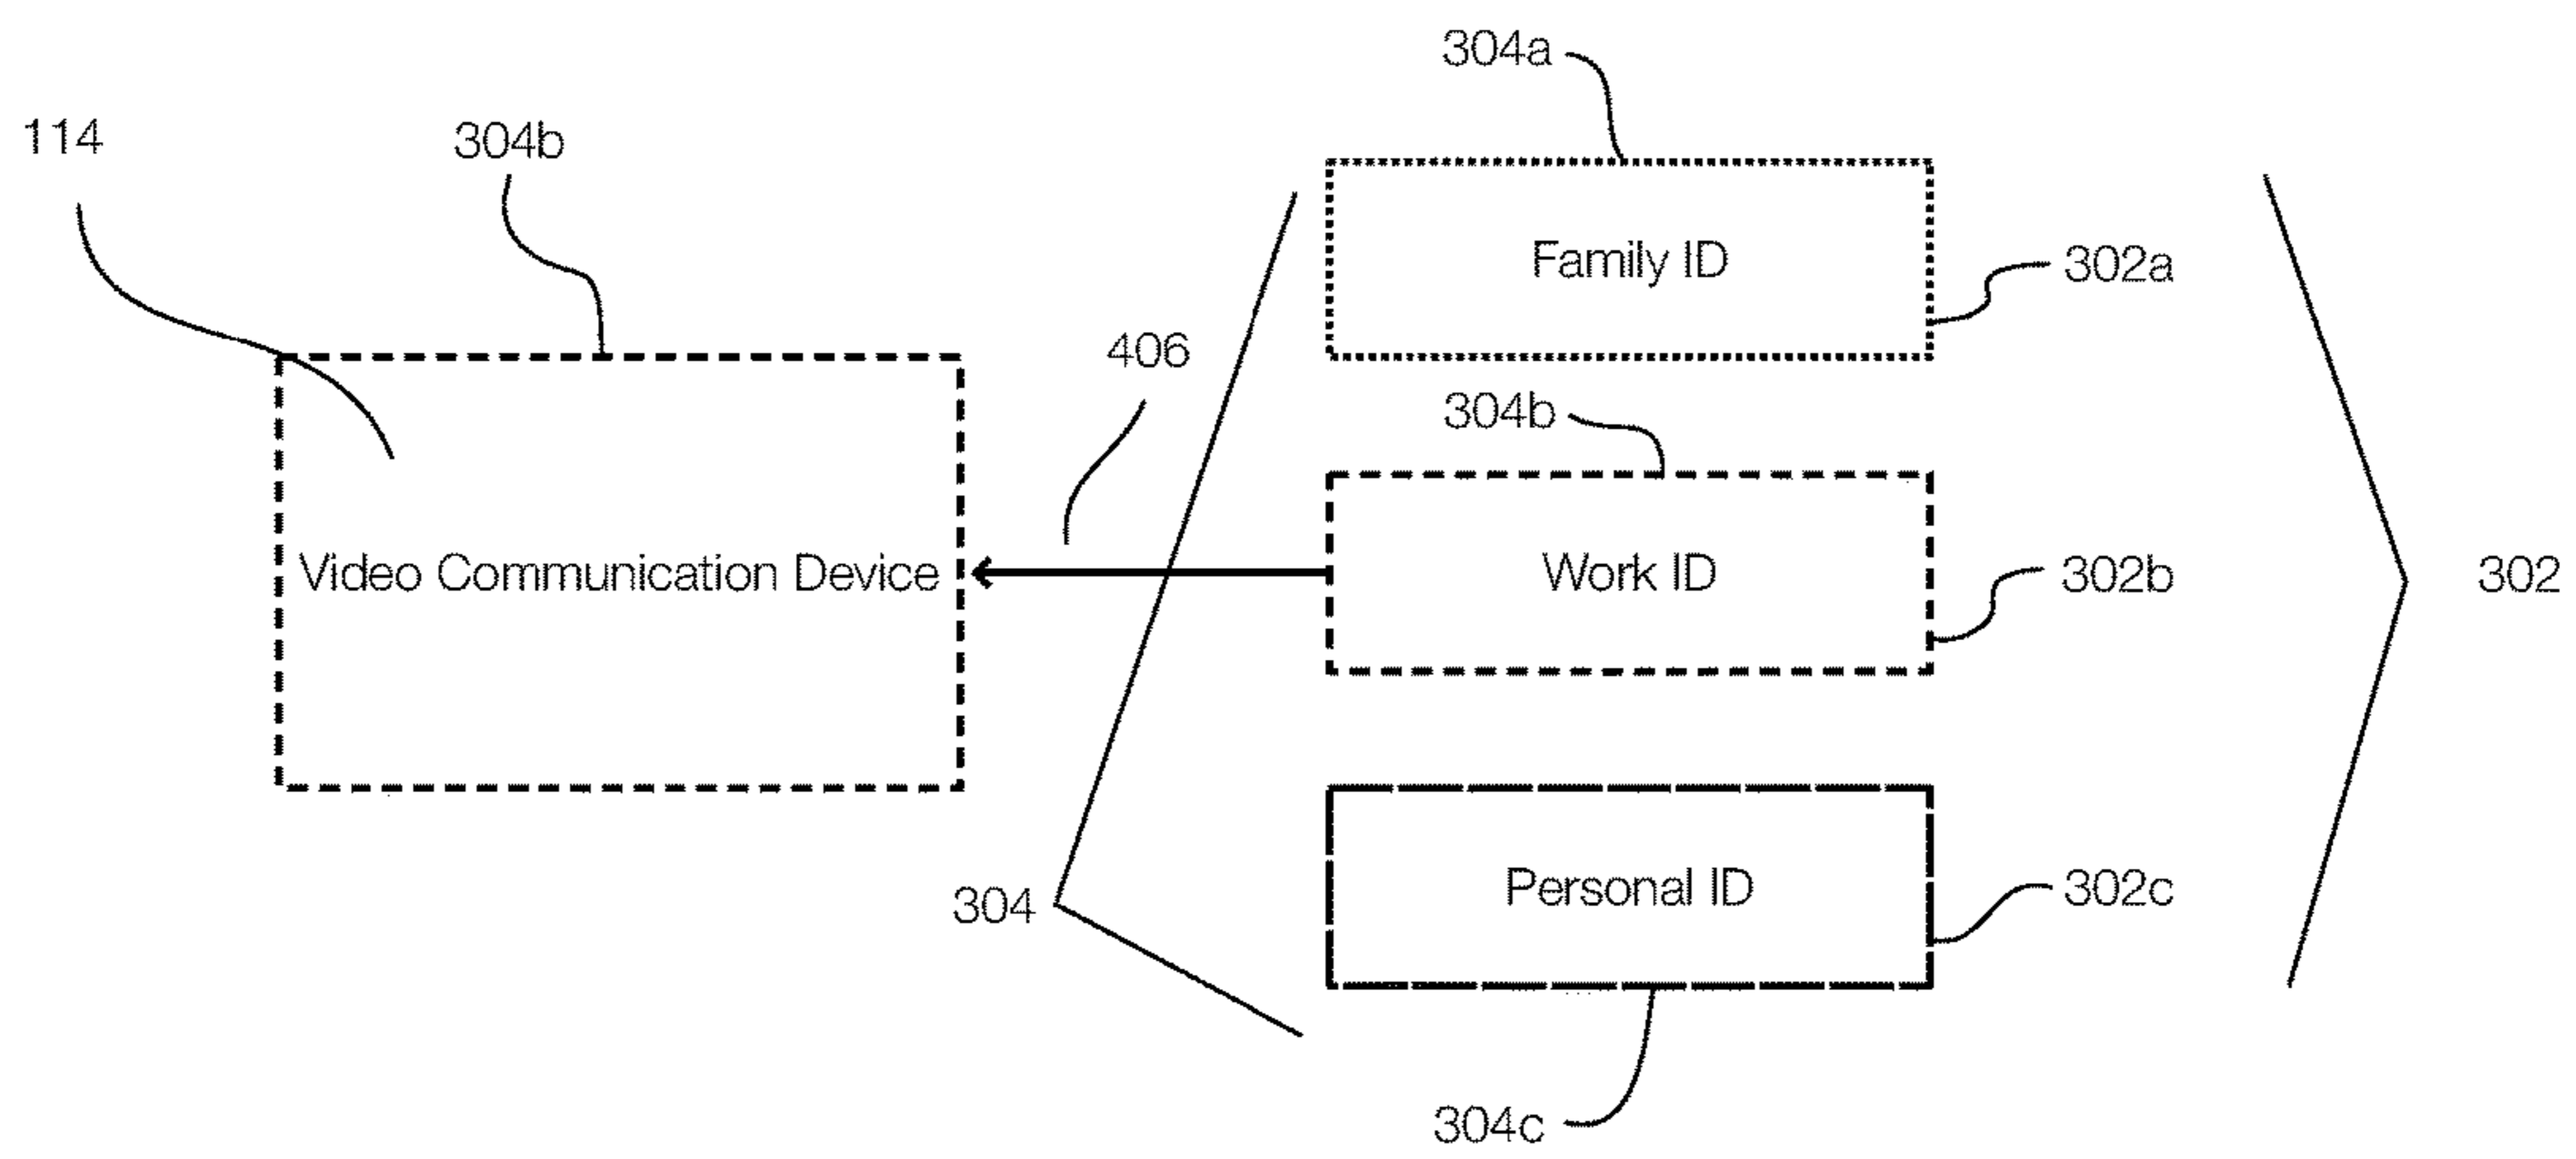 304a
114
304b
Family ID
302a
406
304b
Video Communication Device
Work ID
302b
302
Personal ID
302c
304
304c